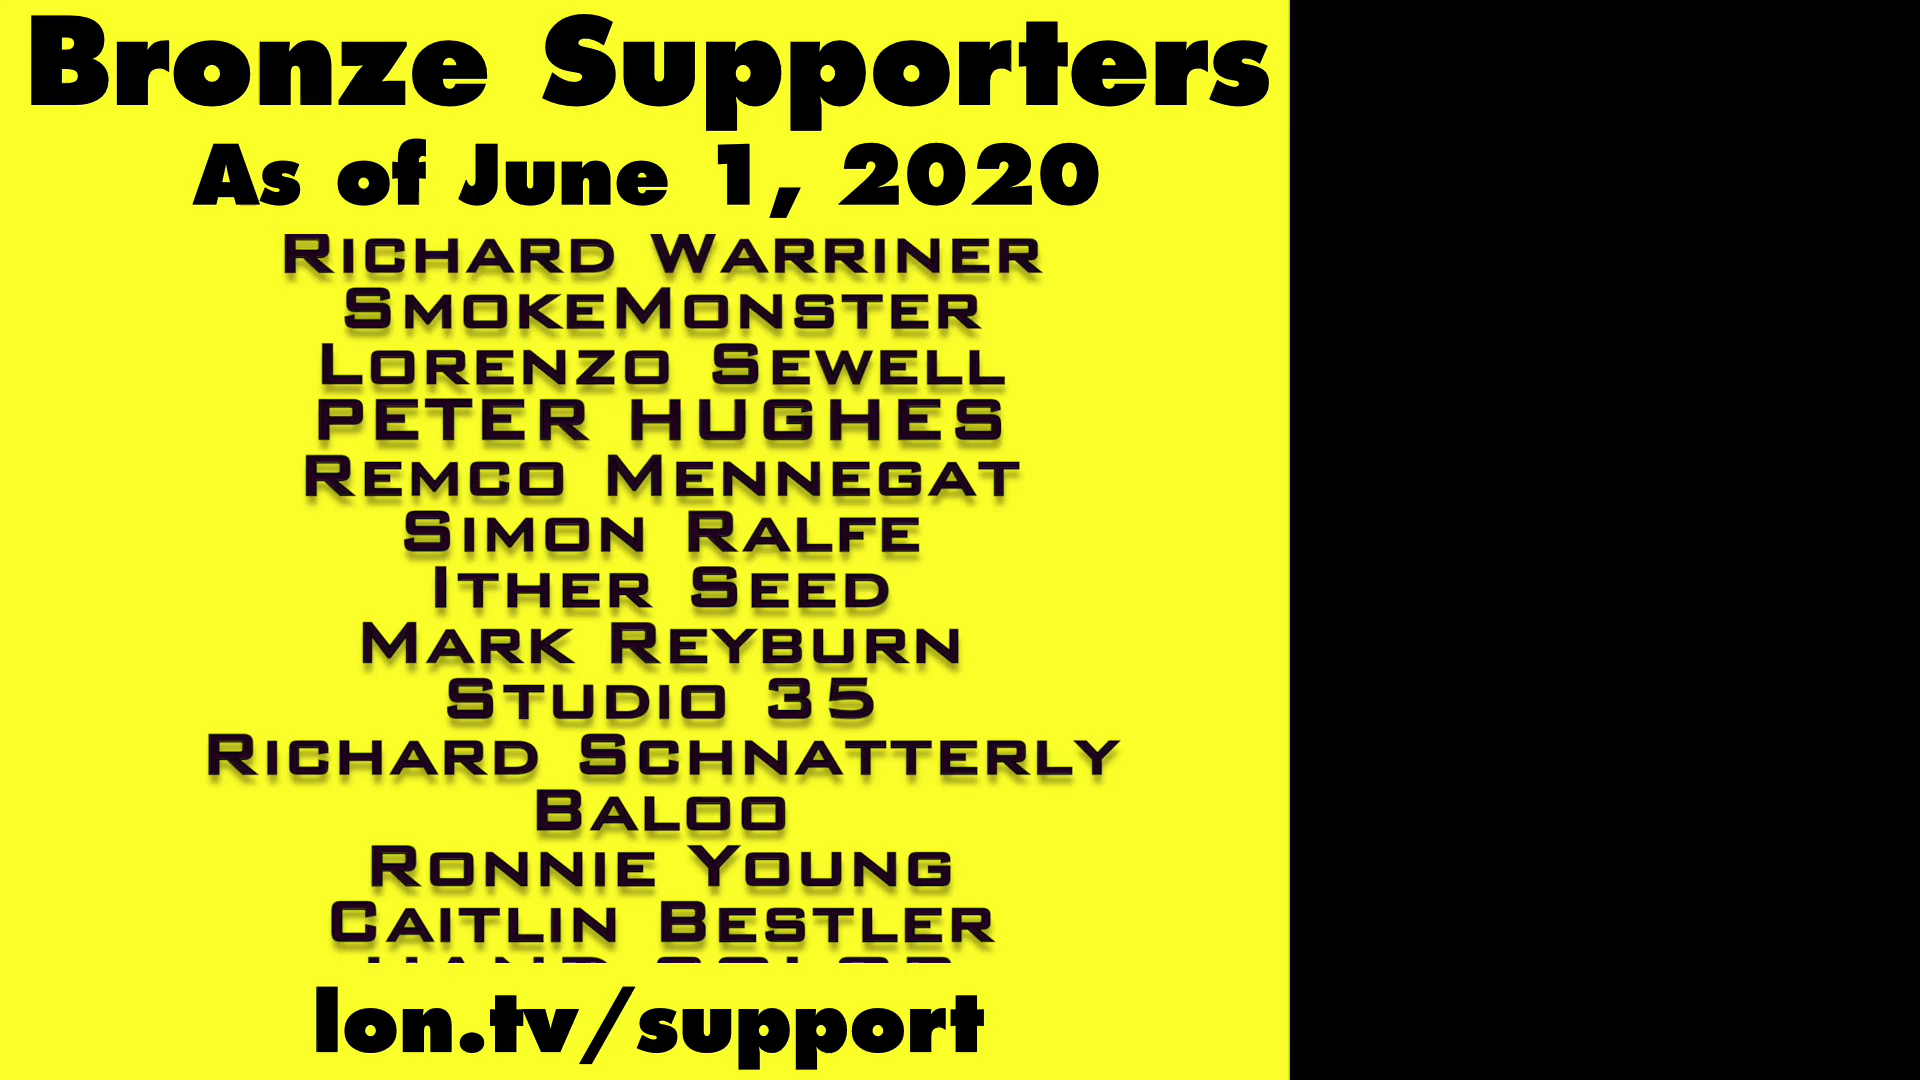 Bronze Supporters
As of June 1, 2020
Richard Warriner
SmokeMonster
Lorenzo Sewell
PETER HUGHES
Remco Mennegat
Simon Ralfe
Ither Seed
Mark Reyburn
Studio 35
Richard Schnatterly
Baloo
Ronnie Young
Caitlin Bestler
lon.tv/support